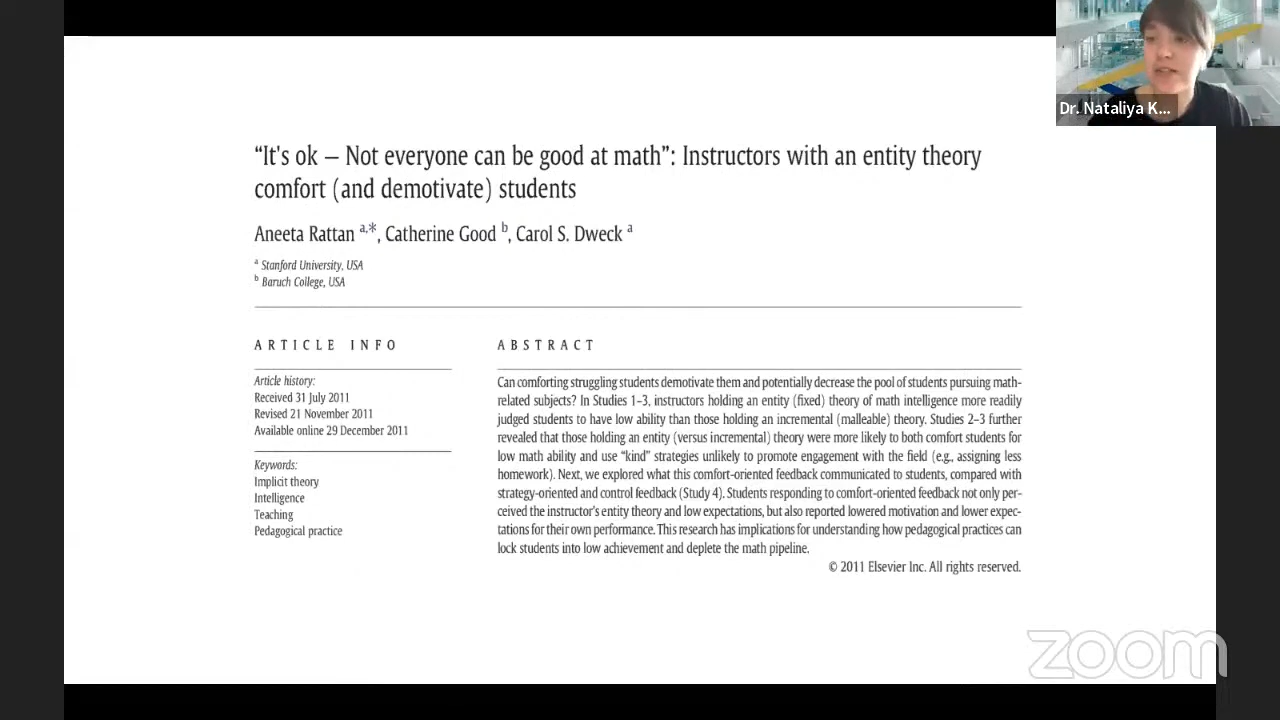 Dr. Nataliya K...
“It's ok — Not everyone can be good at math”: Instructors with an entity theory
comfort (and demotivate) students
Aneeta Rattan a,*, Catherine Good b, Carol S. Dweck a
a Stanford University, USA
b Baruch College, USA
ARTICLE INFO
Article history:
Received 31 July 2011
Revised 21 November 2011
Available online 29 December 2011
Keywords:
Implicit theory
Intelligence
Teaching
Pedagogical practice
ABSTRACT
Can comforting struggling students demotivate them and potentially decrease the pool of students pursuing math-
related subjects? In Studies 1–3, instructors holding an entity (fixed) theory of math intelligence more readily
judged students to have low ability than those holding an incremental (malleable) theory. Studies 2–3 further
revealed that those holding an entity (versus incremental) theory were more likely to both comfort students for
low math ability and use “kind” strategies unlikely to promote engagement with the field (e.g., assigning less
homework). Next, we explored what this comfort-oriented feedback communicated to students, compared with
strategy-oriented and control feedback (Study 4). Students responding to comfort-oriented feedback not only per-
ceived the instructor's entity theory and low expectations, but also reported lowered motivation and lower expec-
tations for their own performance. This research has implications for understanding how pedagogical practices can
lock students into low achievement and deplete the math pipeline.
© 2011 Elsevier Inc. All rights reserved.
zoom